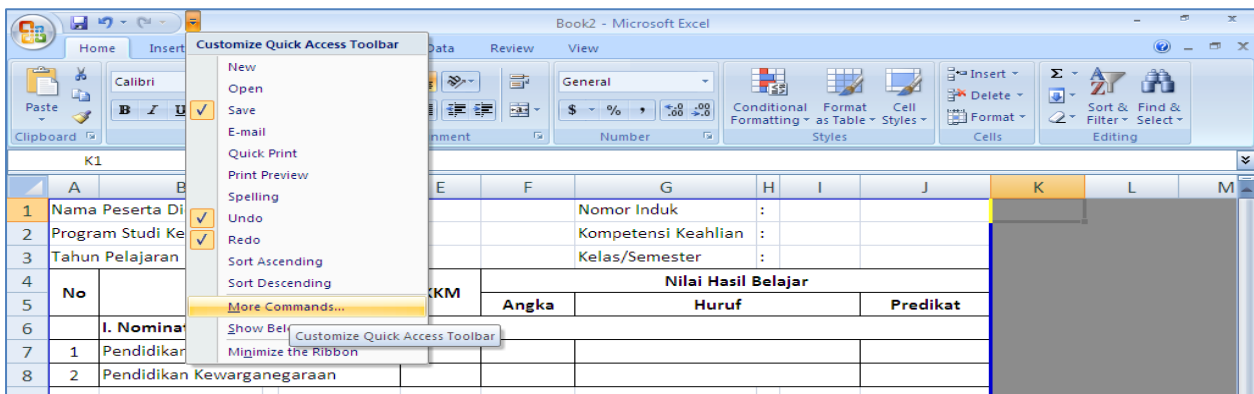 Book2 - Microsoft Excel
Home Insert Data Review View
Customize Quick Access Toolbar
New
Open
Save
E-mail
Quick Print
Print Preview
Spelling
Undo
Redo
Sort Ascending
Sort Descending
More Commands...
Show Bel
Minimize the Ribbon
Customize Quick Access Toolbar
Paste
Clipboard
Calibri
B I U
nment
General
$ % ,
Number
Conditional Formatting
Format as Table
Cell Styles
Styles
Insert
Delete
Format
Cells
Σ
Sort & Filter
Find & Select
Editing
K1
A B E F G H I J K L M
1 Nama Peserta Di Nomor Induk :
2 Program Studi Ke Kompetensi Keahlian :
3 Tahun Pelajaran Kelas/Semester :
4 No KKM Nilai Hasil Belajar
5 Angka Huruf Predikat
6 I. Nominat
7 1 Pendidikan
8 2 Pendidikan Kewarganegaraan